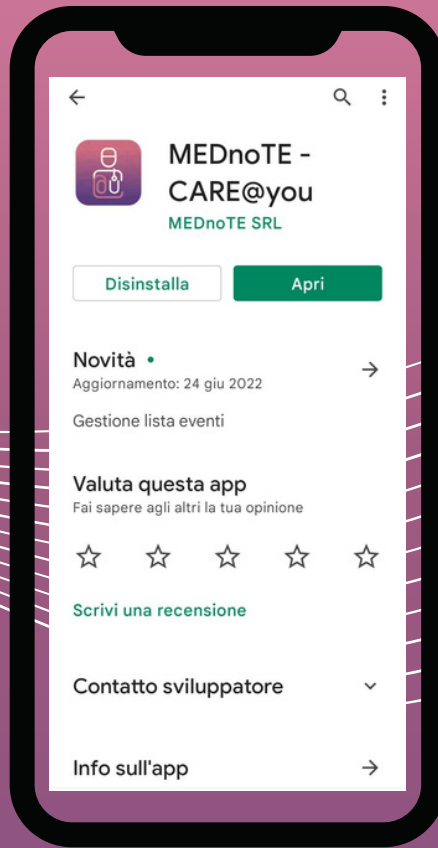 MEDnoTE -
CARE@you
MEDnoTE SRL
Disinstalla
Apri
Novità
Aggiornamento: 24 giu 2022
Gestione lista eventi
Valuta questa app
Fai sapere agli altri la tua opinione
Scrivi una recensione
Contatto sviluppatore
Info sull'app